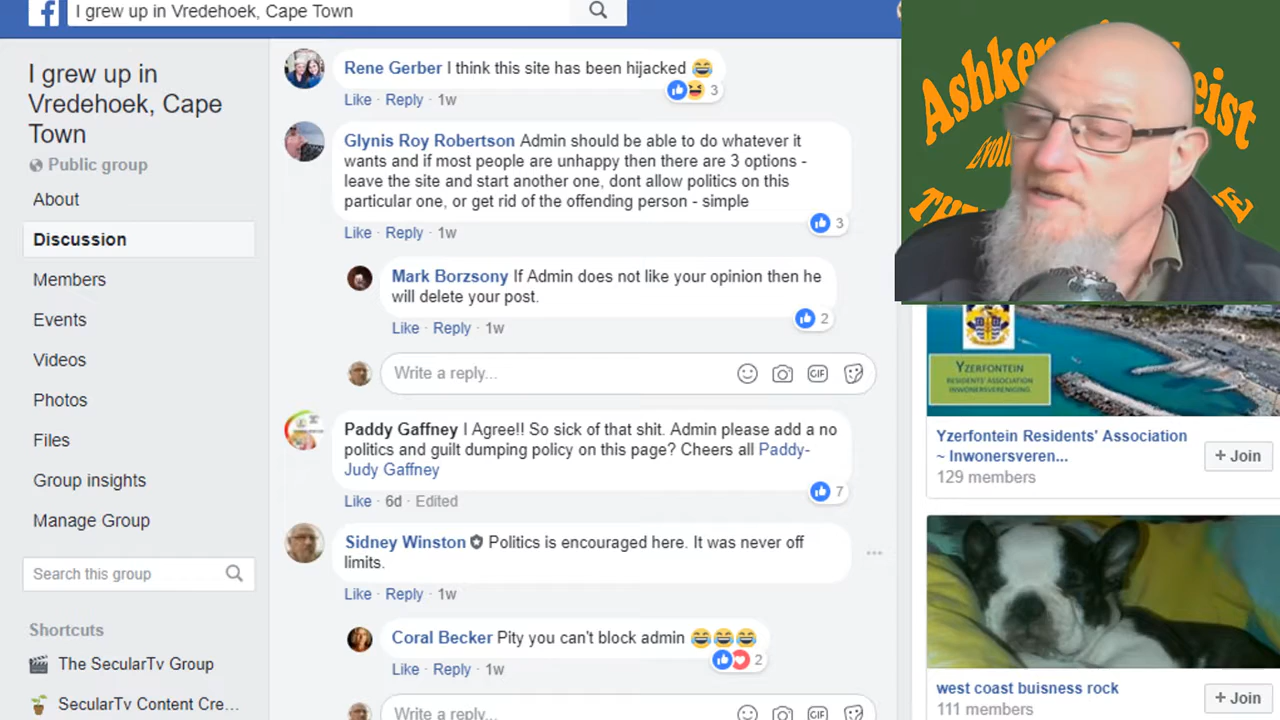 I grew up in Vredehoek, Cape Town
I grew up in
Vredehoek, Cape
Town
Public group
About
Discussion
Members
Events
Videos
Photos
Files
Group insights
Manage Group
Search this group
Shortcuts
The SecularTv Group
SecularTv Content Cre...
Rene Gerber I think this site has been hijacked 😂
3
Like · Reply · 1w
Glynis Roy Robertson Admin should be able to do whatever it
wants and if most people are unhappy then there are 3 options -
leave the site and start another one, dont allow politics on this
particular one, or get rid of the offending person - simple
3
Like · Reply · 1w
Mark Borzsony If Admin does not like your opinion then he
will delete your post.
2
Like · Reply · 1w
Write a reply...
GIF
Paddy Gaffney I Agree!! So sick of that shit. Admin please add a no
politics and guilt dumping policy on this page? Cheers all Paddy-
Judy Gaffney
7
Like · 6d · Edited
Sidney Winston Politics is encouraged here. It was never off
limits.
Like · Reply · 1w
Coral Becker Pity you can't block admin 😂😂😂
2
Like · Reply · 1w
Write a reply...
GIF
YZERFONTEIN
RESIDENTS' ASSOCIATION
INWONERSVERENIGING
Yzerfontein Residents' Association
~ Inwonersveren...
129 members
+ Join
west coast buisness rock
111 members
+ Join